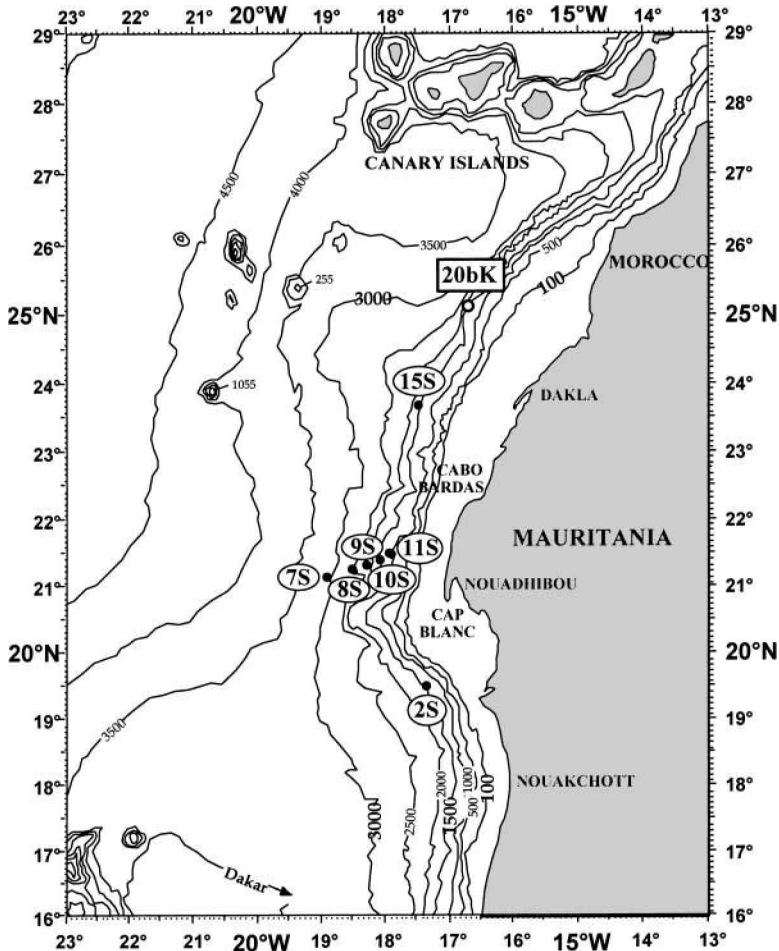 23° 22° 21° 20°W 19° 18° 17° 16° 15°W 14° 13°
29° 29°
28° 28°
4500
4000
CANARY ISLANDS
27° 27°
3500
500
26° 26°
MOROCCO
20bK
255
100
3000
25°N 25°N
15S
24° 24°
1055
DAKLA
23° 23°
CABO
BARDAS
22° 22°
MAURITANIA
9S 11S
7S 8S 10S
21° 21°
NOUADHIBOU
CAP
BLANC
20°N 20°N
2S
19° 19°
3500
NOUAKCHOTT
18° 18°
3000 2500 2000 1500 1000 500 100
17° 17°
Dakar
16° 16°
23° 22° 21° 20°W 19° 18° 17° 16° 15°W 14° 13°